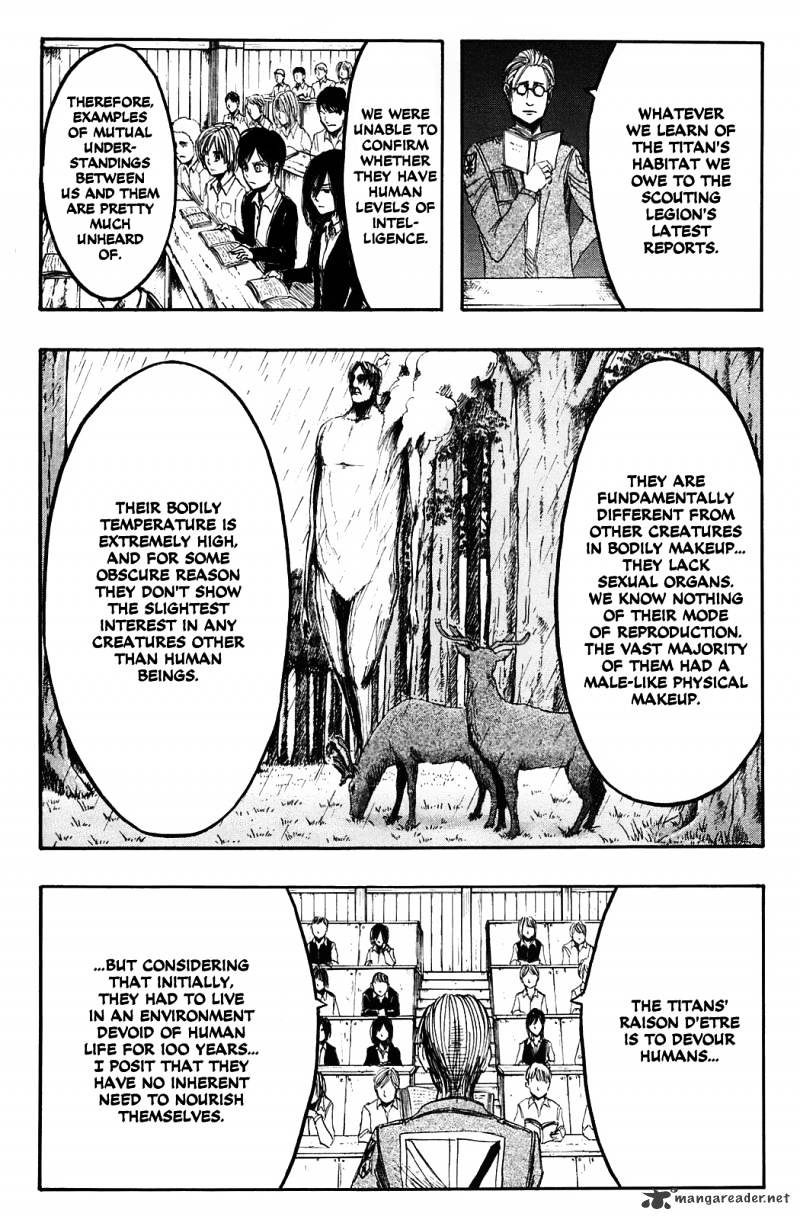 WHATEVER
WE LEARN OF
THE TITAN'S
HABITAT WE
OWE TO THE
SCOUTING
LEGION'S
LATEST
REPORTS.
WE WERE
UNABLE TO
CONFIRM
WHETHER
THEY HAVE
HUMAN
LEVELS OF
INTEL-
LIGENCE.
THEREFORE,
EXAMPLES
OF MUTUAL
UNDER-
STANDINGS
BETWEEN
US AND THEM
ARE PRETTY
MUCH
UNHEARD
OF.
THEY ARE
FUNDAMENTALLY
DIFFERENT FROM
OTHER CREATURES
IN BODILY MAKEUP...
THEY LACK
SEXUAL ORGANS.
WE KNOW NOTHING
OF THEIR MODE
OF REPRODUCTION.
THE VAST MAJORITY
OF THEM HAD A
MALE-LIKE PHYSICAL
MAKEUP.
THEIR BODILY
TEMPERATURE IS
EXTREMELY HIGH,
AND FOR SOME
OBSCURE REASON
THEY DON'T SHOW
THE SLIGHTEST
INTEREST IN ANY
CREATURES OTHER
THAN HUMAN
BEINGS.
THE TITANS'
RAISON D'ETRE
IS TO DEVOUR
HUMANS...
...BUT CONSIDERING
THAT INITIALLY,
THEY HAD TO LIVE
IN AN ENVIRONMENT
DEVOID OF HUMAN
LIFE FOR 100 YEARS...
I POSIT THAT THEY
HAVE NO INHERENT
NEED TO NOURISH
THEMSELVES.
mangareader.net